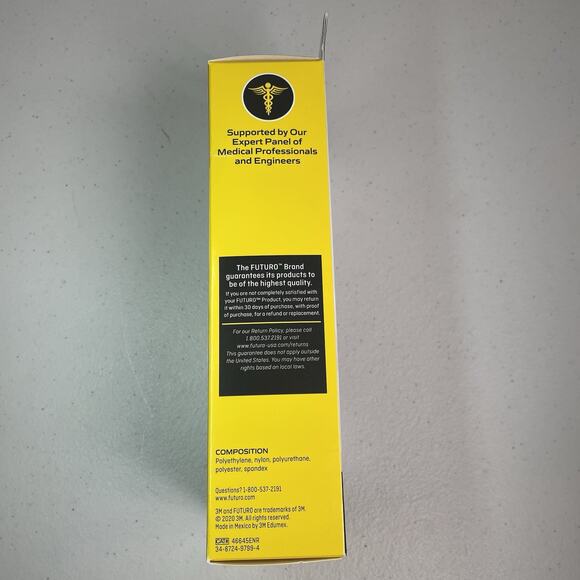 Supported by Our
Expert Panel of
Medical Professionals
and Engineers
The FUTURO™ Brand
guarantees its products to
be of the highest quality.
If you are not completely satisfied with
your FUTURO™ Product, you may return
it within 30 days of purchase, with proof
of purchase, for a refund or replacement.
For our Return Policy, please call
1.800.537.2191 or visit
www.futuro-usa.com/returns
This guarantee does not apply outside
the United States. You may have other
rights based on local laws.
COMPOSITION
Polyethylene, nylon, polyurethane,
polyester, spandex
Questions? 1-800-537-2191
www.futuro.com
3M and FUTURO are trademarks of 3M.
© 2020 3M. All rights reserved.
Made in Mexico by 3M Edumex.
46645ENR
34-8724-9799-4